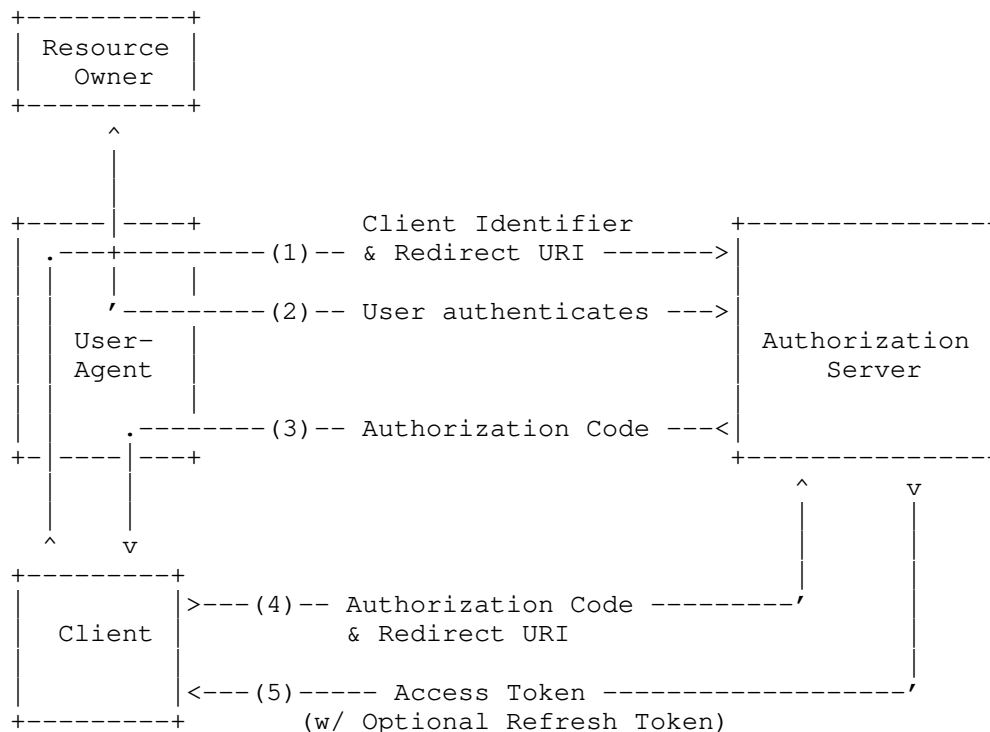 Resource
Owner
Client Identifier
(1) & Redirect URI
(2) User authenticates
User-
Agent
Authorization
Server
(3) Authorization Code
(4) Authorization Code
Client
& Redirect URI
(5) Access Token
(w/ Optional Refresh Token)